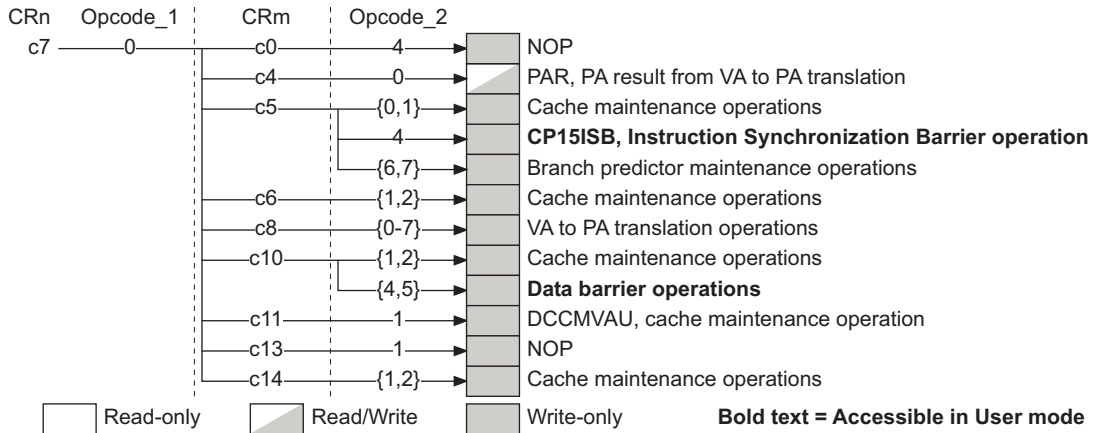 CRn Opcode_1 CRm Opcode_2
c7 0 c0 4 NOP
c4 0 PAR, PA result from VA to PA translation
c5 {0,1} Cache maintenance operations
4 CP15ISB, Instruction Synchronization Barrier operation
{6,7} Branch predictor maintenance operations
c6 {1,2} Cache maintenance operations
c8 {0-7} VA to PA translation operations
c10 {1,2} Cache maintenance operations
{4,5} Data barrier operations
c11 1 DCCMVAU, cache maintenance operation
c13 1 NOP
c14 {1,2} Cache maintenance operations
Read-only Read/Write Write-only Bold text = Accessible in User mode